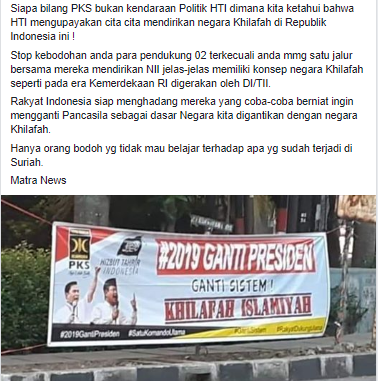 Siapa bilang PKS bukan kendaraan Politik HTI dimana kita ketahui bahwa
HTI mengupayakan cita cita mendirikan negara Khilafah di Republik
Indonesia ini !
Stop kebodohan anda para pendukung 02 terkecuali anda mmg satu jalur
bersama mereka mendirikan NII jelas-jelas memiliki konsep negara Khilafah
seperti pada era Kemerdekaan RI digerakan oleh DI/TII.
Rakyat Indonesia siap menghadang mereka yang coba-coba berniat ingin
mengganti Pancasila sebagai dasar Negara kita digantikan dengan negara
Khilafah.
Hanya orang bodoh yg tidak mau belajar terhadap apa yg sudah terjadi di
Suriah.
Matra News
PKS
HIZBUT TAHRIR
INDONESIA
#2019 GANTI PRESIDEN
GANTI SISTEM !
KHILAFAH ISLAMIYAH
#2019GantiPresiden
#SatuKomandoUlama